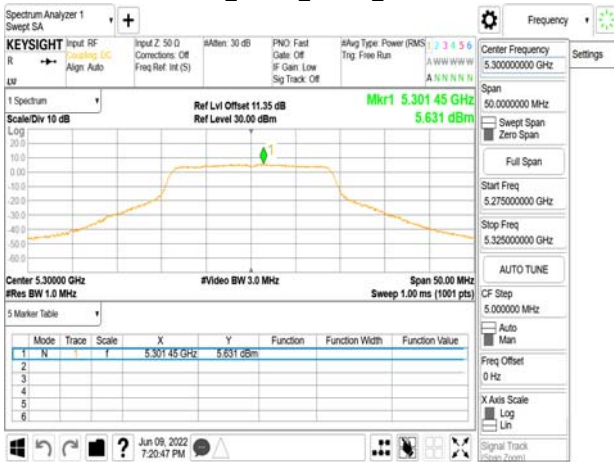 Spectrum Analyzer 1
Swept SA
Frequency
KEYSIGHT
R
Input: RF
Coupling: DC
Align: Auto
Input Z: 50 Ω
Corrections: Off
Freq Ref: Int (S)
#Atten: 30 dB
PNO: Fast
Gate: Off
IF Gain: Low
Sig Track: Off
#Avg Type: Power (RMS
Trig: Free Run
1 2 3 4 5 6
A W W W W W
A N N N N N
1 Spectrum
Scale/Div 10 dB
Ref Lvl Offset 11.35 dB
Ref Level 30.00 dBm
Mkr1 5.301 45 GHz
5.631 dBm
Log
20.0
10.0
0.00
-10.0
-20.0
-30.0
-40.0
-50.0
-60.0
1
Center 5.30000 GHz
#Res BW 1.0 MHz
#Video BW 3.0 MHz
Span 50.00 MHz
Sweep 1.00 ms (1001 pts)
5 Marker Table
Mode Trace Scale X Y Function Function Width Function Value
1 N 1 f 5.301 45 GHz 5.631 dBm
2
3
4
5
6
Jun 09, 2022
7:20:47 PM
Center Frequency
5.300000000 GHz
Settings
Span
50.0000000 MHz
Swept Span
Zero Span
Full Span
Start Freq
5.275000000 GHz
Stop Freq
5.325000000 GHz
AUTO TUNE
CF Step
5.000000 MHz
Auto
Man
Freq Offset
0 Hz
X Axis Scale
Log
Lin
Signal Track
(Span Zoom)